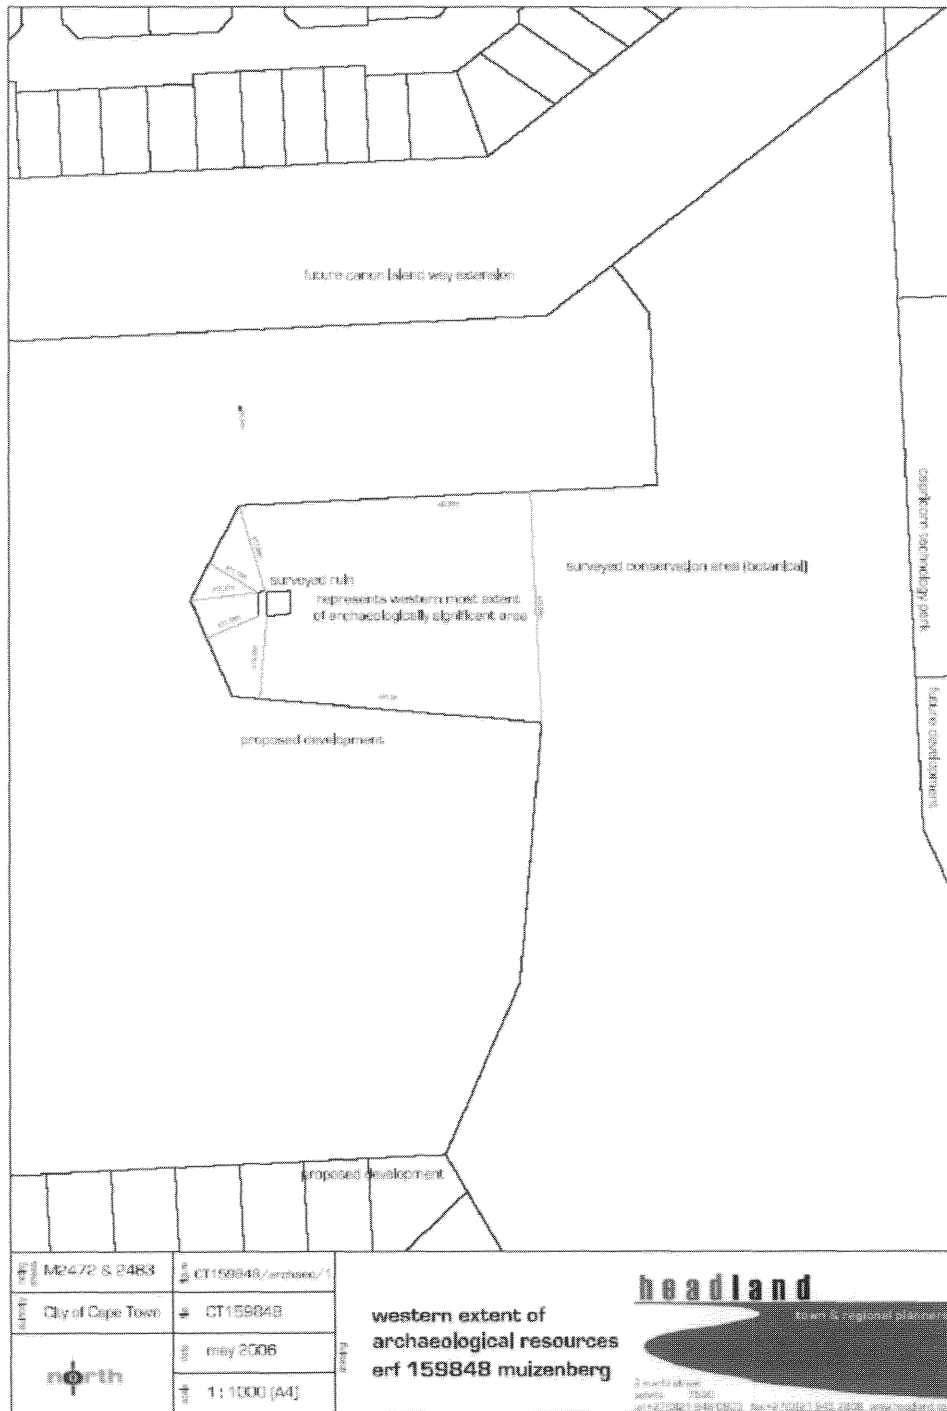 future canon island way extension
surveyed ruin
represents western most extent
of archaeologically significant area
surveyed conservation area (botanical)
capricorn technology park
future development
proposed development
proposed development
M2472 & 2483
CT159848/archaeo/1
City of Cape Town
CT159848
may 2006
north
1 : 1000 (A4)
western extent of
archaeological resources
erf 159848 muizenberg
headland
town & regional planners